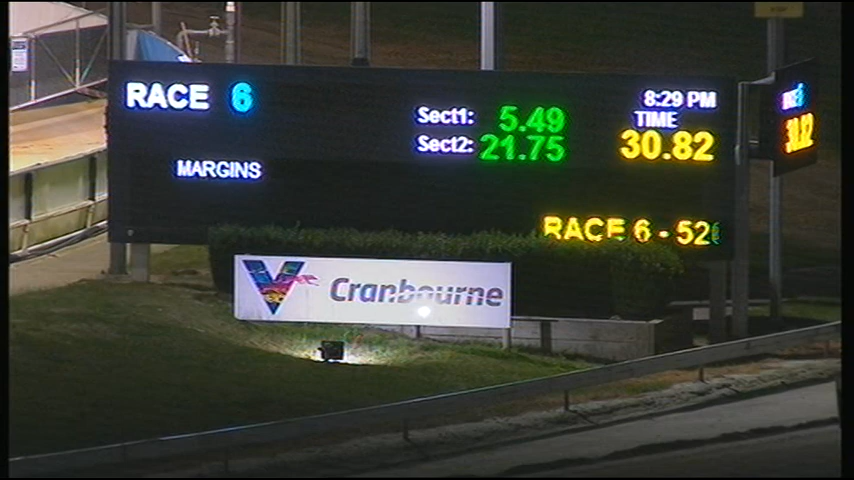 RACE 6
8:29 PM
Sect1: 5.49
TIME
Sect2: 21.75
30.82
MARGINS
RACE 6 - 52
Cranbourne
30.82